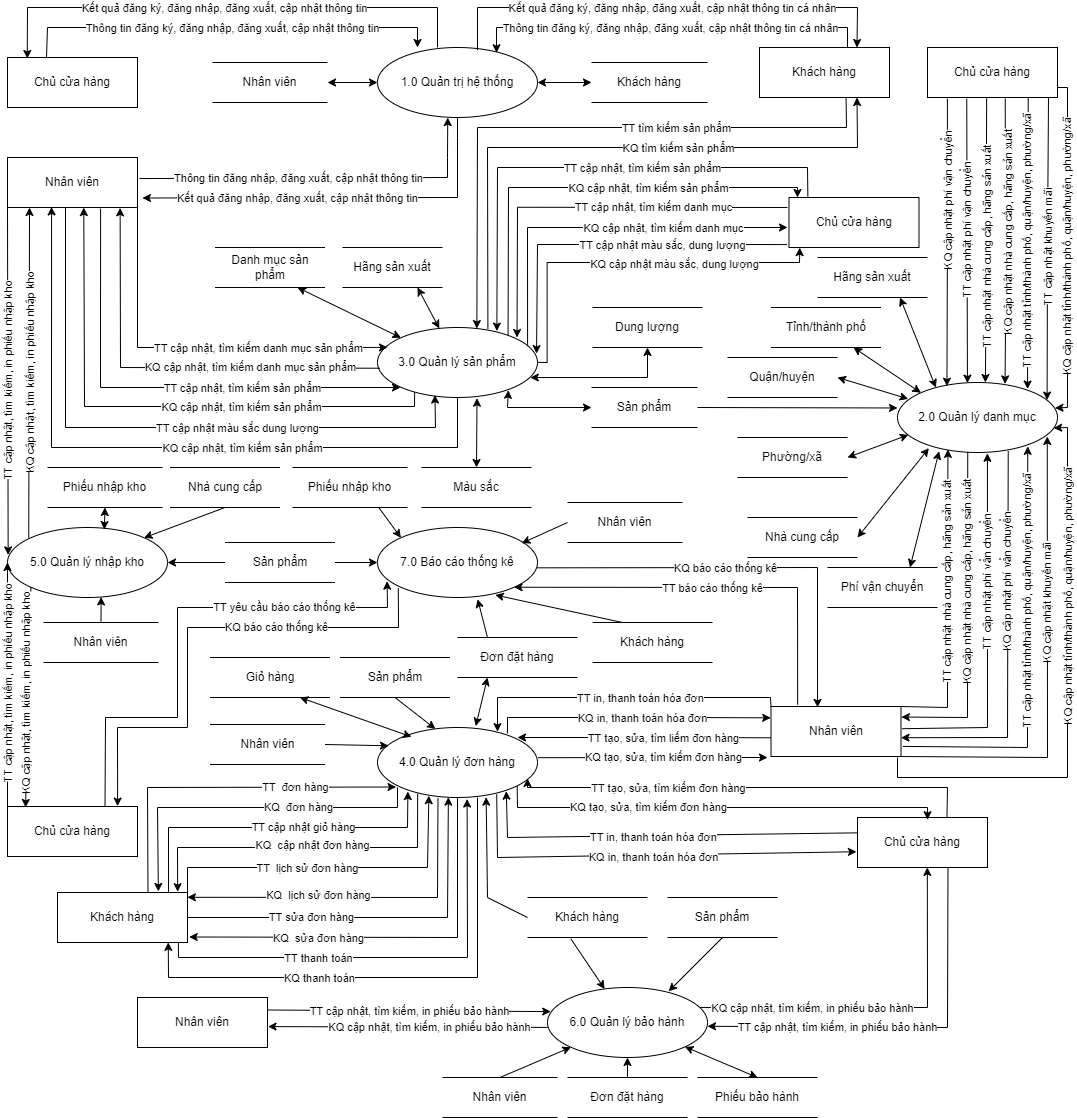 Kết quả đăng ký, đăng nhập, đăng xuất, cập nhật thông tin
Thông tin đăng ký, đăng nhập, đăng xuất, cập nhật thông tin
Kết quả đăng ký, đăng nhập, đăng xuất, cập nhật thông tin cá nhân
Thông tin đăng ký, đăng nhập, đăng xuất, cập nhật thông tin cá nhân
Chủ cửa hàng
Nhân viên
1.0 Quản trị hệ thống
Khách hàng
Khách hàng
Chủ cửa hàng
TT tìm kiếm sản phẩm
KQ tìm kiếm sản phẩm
Nhân viên
Thông tin đăng nhập, đăng xuất, cập nhật thông tin
Kết quả đăng nhập, đăng xuất, cập nhật thông tin
TT cập nhật, tìm kiếm sản phẩm
KQ cập nhật, tìm kiếm sản phẩm
TT cập nhật, tìm kiếm danh mục
KQ cập nhật, tìm kiếm danh mục
TT cập nhật màu sắc, dung lượng
KQ cập nhật màu sắc, dung lượng
Chủ cửa hàng
KQ cập nhật phí vận chuyển
TT cập nhật phí vận chuyển
TT cập nhật nhà cung cấp, hãng sản xuất
KQ cập nhật nhà cung cấp, hãng sản xuất
TT cập nhật tỉnh/thành phố, quận/huyện, phường/xã
TT cập nhật khuyến mãi
KQ cập nhật tỉnh/thành phố, quận/huyện, phường/xã
Danh mục sản
phẩm
Hãng sản xuất
Hãng sản xuất
TT cập nhật, tìm kiếm, in phiếu nhập kho
KQ cập nhật, tìm kiếm, in phiếu nhập kho
Dung lượng
Tỉnh/thành phố
TT cập nhật, tìm kiếm danh mục sản phẩm
KQ cập nhật, tìm kiếm danh mục sản phẩm
TT cập nhật, tìm kiếm sản phẩm
KQ cập nhật, tìm kiếm sản phẩm
TT cập nhật màu sắc dung lượng
KQ cập nhật, tìm kiếm sản phẩm
3.0 Quản lý sản phẩm
Quận/huyện
Sản phẩm
2.0 Quản lý danh mục
Phường/xã
Phiếu nhập kho
Nhà cung cấp
Phiếu nhập kho
Màu sắc
Nhân viên
Nhà cung cấp
5.0 Quản lý nhập kho
Sản phẩm
7.0 Báo cáo thống kê
KQ báo cáo thống kê
TT báo cáo thống kê
Phí vận chuyển
TT cập nhật nhà cung cấp, hãng sản xuất
KQ cập nhật nhà cung cấp, hãng sản xuất
TT cập nhật phí vận chuyển
KQ cập nhật phí vận chuyển
TT cập nhật tỉnh/thành phố, quận/huyện, phường/xã
KQ cập nhật khuyến mãi
KQ cập nhật tỉnh/thành phố, quận/huyện, phường/xã
TT yêu cầu báo cáo thống kê
KQ báo cáo thống kê
Nhân viên
Khách hàng
Đơn đặt hàng
TT cập nhật, tìm kiếm, in phiếu nhập kho
KQ cập nhật, tìm kiếm, in phiếu nhập kho
Giỏ hàng
Sản phẩm
TT in, thanh toán hóa đơn
KQ in, thanh toán hóa đơn
TT tạo, sửa, tìm liếm đơn hàng
KQ tạo, sửa, tìm kiếm đơn hàng
Nhân viên
Nhân viên
4.0 Quản lý đơn hàng
TT đơn hàng
KQ đơn hàng
TT cập nhật giỏ hàng
KQ cập nhật đơn hàng
TT lịch sử đơn hàng
KQ lịch sử đơn hàng
TT sửa đơn hàng
KQ sửa đơn hàng
TT thanh toán
KQ thanh toán
TT tạo, sửa, tìm kiếm đơn hàng
KQ tạo, sửa, tìm kiếm đơn hàng
TT in, thanh toán hóa đơn
KQ in, thanh toán hóa đơn
Chủ cửa hàng
Chủ cửa hàng
Khách hàng
Khách hàng
Sản phẩm
Nhân viên
TT cập nhật, tìm kiếm, in phiếu bảo hành
KQ cập nhật, tìm kiếm, in phiếu bảo hành
6.0 Quản lý bảo hành
KQ cập nhật, tìm kiếm, in phiếu bảo hành
TT cập nhật, tìm kiếm, in phiếu bảo hành
Nhân viên
Đơn đặt hàng
Phiếu bảo hành